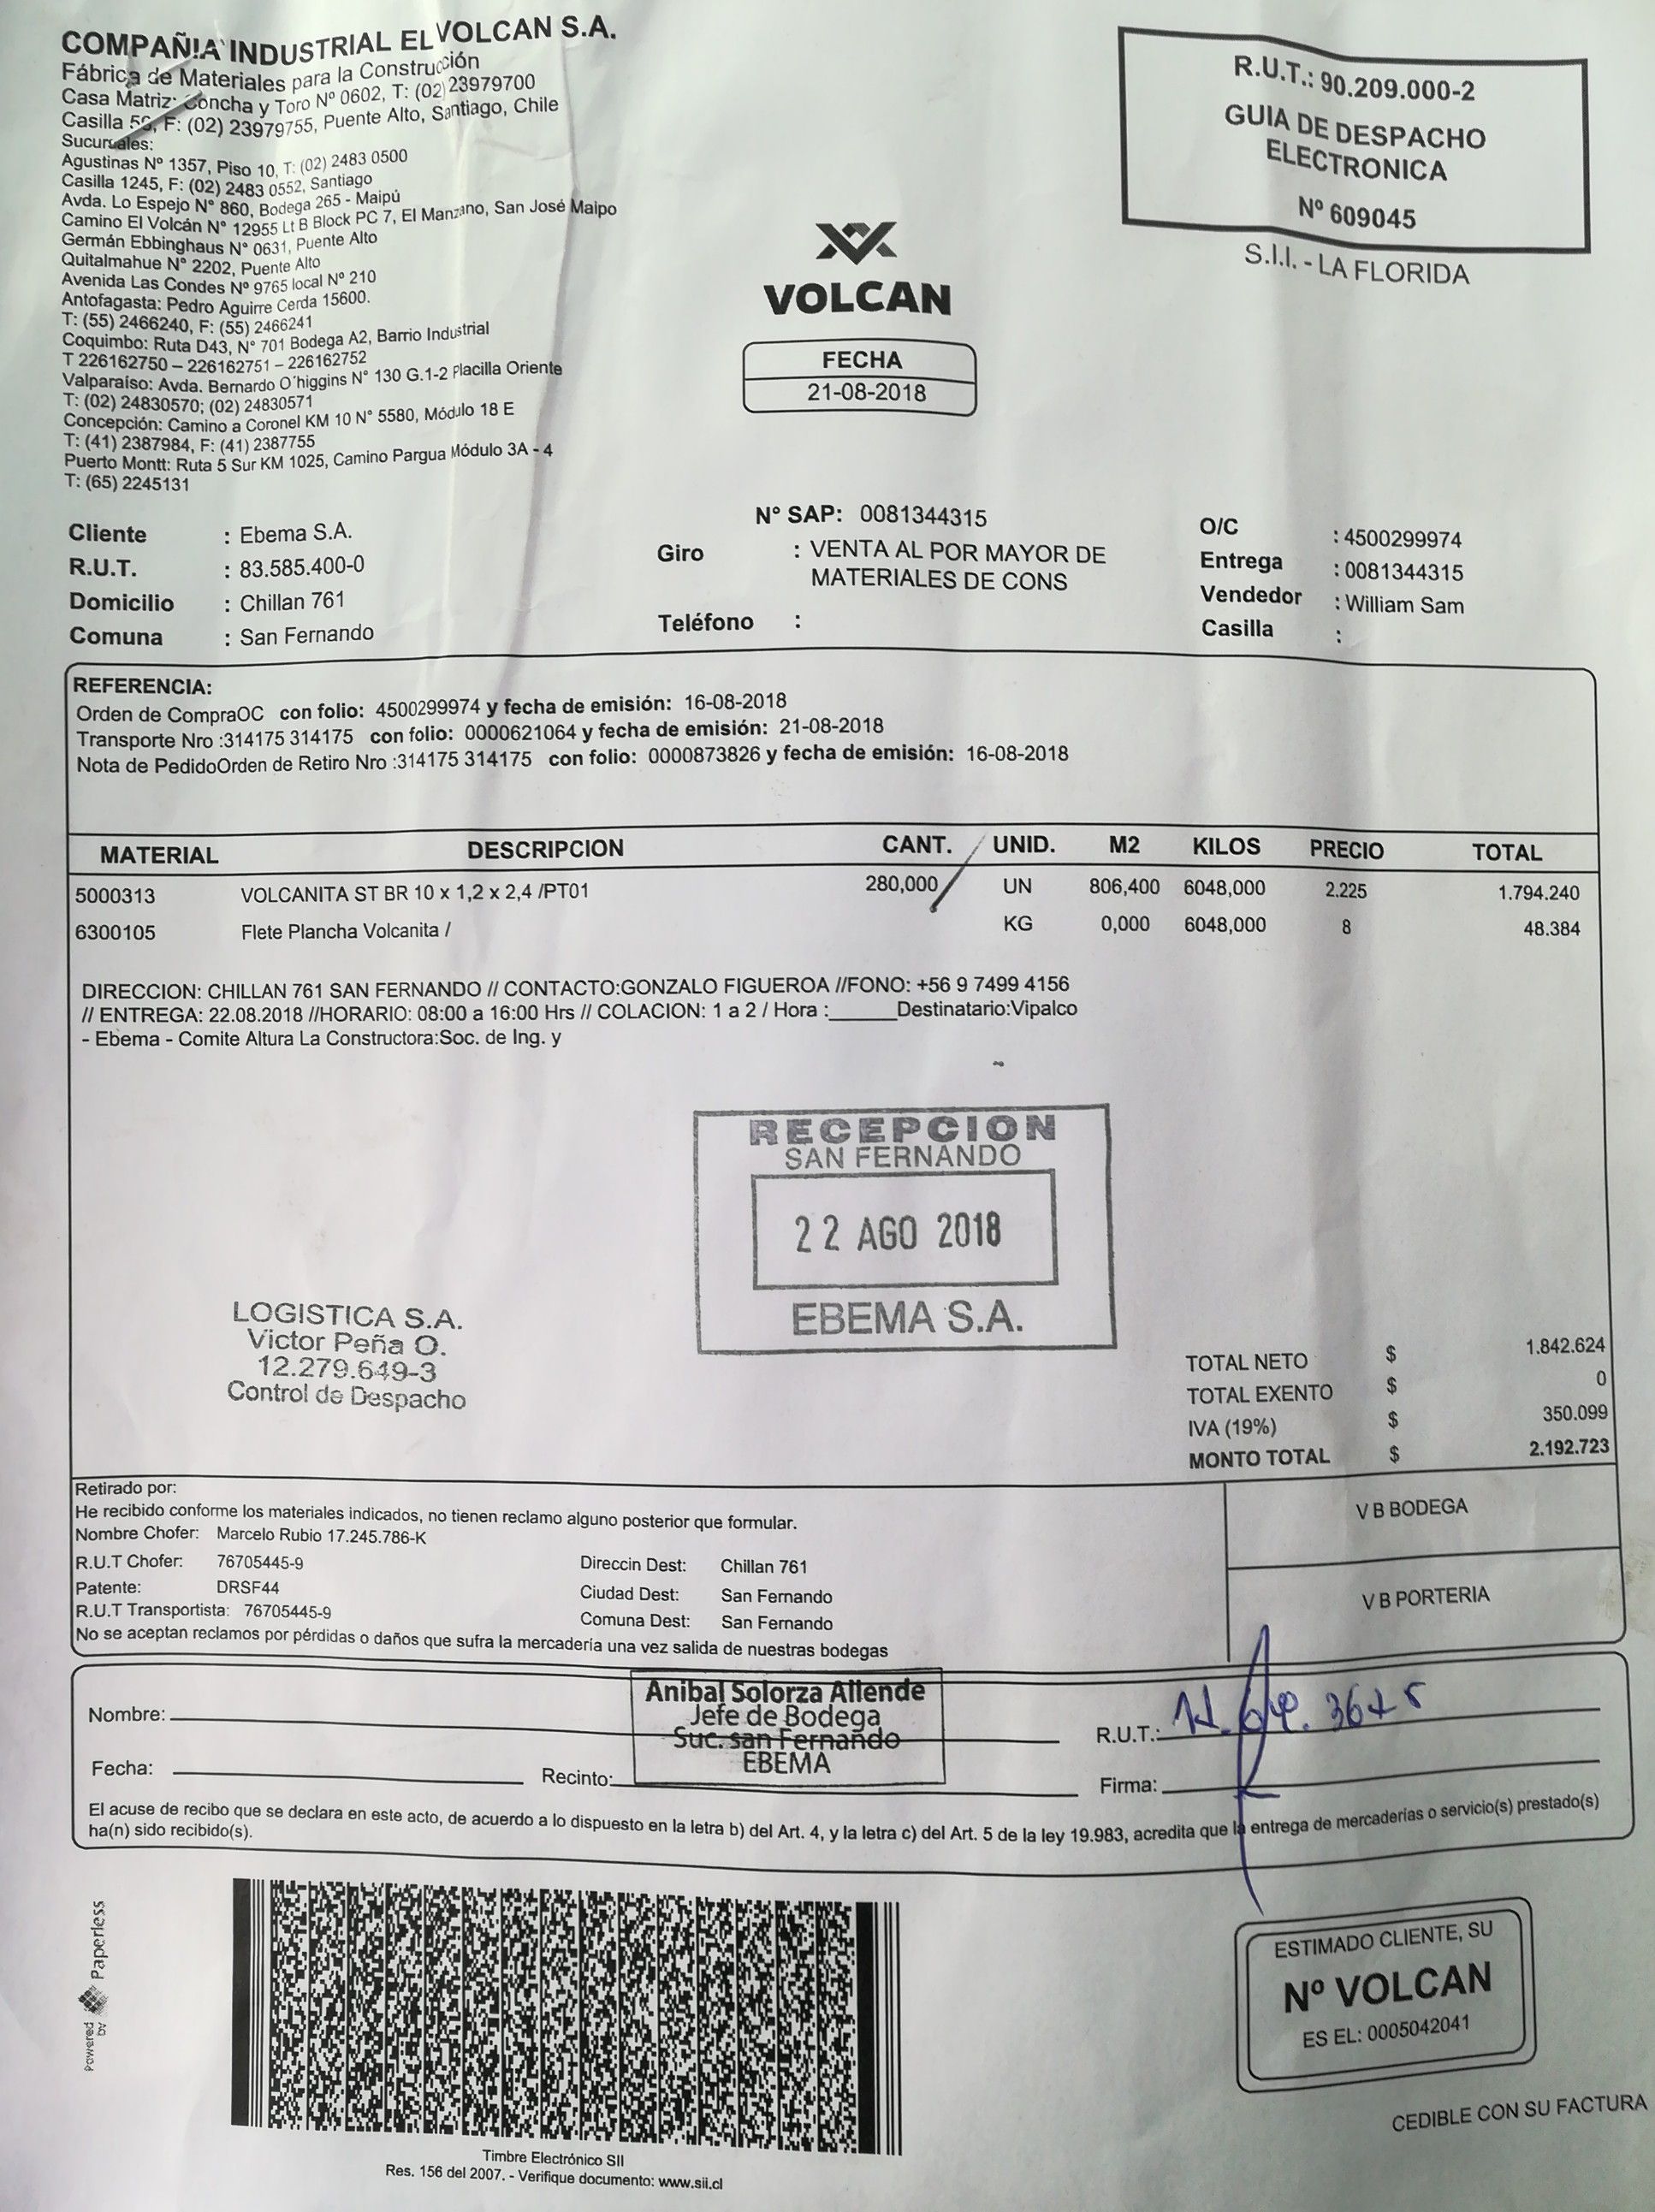 COMPAÑIA INDUSTRIAL EL VOLCAN S.A.
Fábrica de Materiales para la Construcción
Casa Matriz: Concha y Toro Nº 0602, T: (02) 23979700
Casilla 50, F: (02) 23979755, Puente Alto, Santiago, Chile
Sucursales:
Agustinas Nº 1357, Piso 10, T: (02) 2483 0500
Casilla 1245, F: (02) 2483 0552, Santiago
Avda. Lo Espejo N° 860, Bodega 265 - Maipú
Camino El Volcán N° 12955 Lt B Block PC 7, El Manzano, San José Maipo
Germán Ebbinghaus N° 0631, Puente Alto
Quitalmahue N° 2202, Puente Alto
Avenida Las Condes Nº 9765 local Nº 210
Antofagasta: Pedro Aguirre Cerda 15600.
T: (55) 2466240, F: (55) 2466241
Coquimbo: Ruta D43, N° 701 Bodega A2, Barrio Industrial
T 226162750 – 226162751 – 226162752
Valparaíso: Avda. Bernardo O'higgins N° 130 G.1-2 Placilla Oriente
T: (02) 24830570; (02) 24830571
Concepción: Camino a Coronel KM 10 N° 5580, Módulo 18 E
T: (41) 2387984, F: (41) 2387755
Puerto Montt: Ruta 5 Sur KM 1025, Camino Pargua Módulo 3A - 4
T: (65) 2245131
VOLCAN
FECHA
21-08-2018
R.U.T.: 90.209.000-2
GUIA DE DESPACHO
ELECTRONICA
Nº 609045
S.I.I. - LA FLORIDA
Cliente : Ebema S.A.
R.U.T. : 83.585.400-0
Domicilio : Chillan 761
Comuna : San Fernando
N° SAP: 0081344315
Giro : VENTA AL POR MAYOR DE
MATERIALES DE CONS
Teléfono :
O/C : 4500299974
Entrega : 0081344315
Vendedor : William Sam
Casilla :
REFERENCIA:
Orden de CompraOC con folio: 4500299974 y fecha de emisión: 16-08-2018
Transporte Nro :314175 314175 con folio: 0000621064 y fecha de emisión: 21-08-2018
Nota de PedidoOrden de Retiro Nro :314175 314175 con folio: 0000873826 y fecha de emisión: 16-08-2018
MATERIAL DESCRIPCION CANT. UNID. M2 KILOS PRECIO TOTAL
5000313 VOLCANITA ST BR 10 x 1,2 x 2,4 /PT01 280,000 UN 806,400 6048,000 2.225 1.794.240
6300105 Flete Plancha Volcanita / KG 0,000 6048,000 8 48.384
DIRECCION: CHILLAN 761 SAN FERNANDO // CONTACTO:GONZALO FIGUEROA //FONO: +56 9 7499 4156
// ENTREGA: 22.08.2018 //HORARIO: 08:00 a 16:00 Hrs // COLACION: 1 a 2 / Hora :______Destinatario:Vipalco
- Ebema - Comite Altura La Constructora:Soc. de Ing. y
RECEPCION
SAN FERNANDO
22 AGO 2018
EBEMA S.A.
LOGISTICA S.A.
Victor Peña O.
12.279.649-3
Control de Despacho
TOTAL NETO $ 1.842.624
TOTAL EXENTO $ 0
IVA (19%) $ 350.099
MONTO TOTAL $ 2.192.723
Retirado por:
He recibido conforme los materiales indicados, no tienen reclamo alguno posterior que formular.
Nombre Chofer: Marcelo Rubio 17.245.786-K
R.U.T Chofer: 76705445-9 Direccin Dest: Chillan 761
Patente: DRSF44 Ciudad Dest: San Fernando
R.U.T Transportista: 76705445-9 Comuna Dest: San Fernando
No se aceptan reclamos por pérdidas o daños que sufra la mercadería una vez salida de nuestras bodegas
V B BODEGA
V B PORTERIA
Nombre:
Anibal Solorza Allende
Jefe de Bodega
Suc. san Fernando
EBEMA
R.U.T.:
Fecha: Recinto: Firma:
El acuse de recibo que se declara en este acto, de acuerdo a lo dispuesto en la letra b) del Art. 4, y la letra c) del Art. 5 de la ley 19.983, acredita que la entrega de mercaderías o servicio(s) prestado(s)
ha(n) sido recibido(s).
Powered by Paperless
Timbre Electrónico SII
Res. 156 del 2007. - Verifique documento: www.sii.cl
ESTIMADO CLIENTE, SU
Nº VOLCAN
ES EL: 0005042041
CEDIBLE CON SU FACTURA